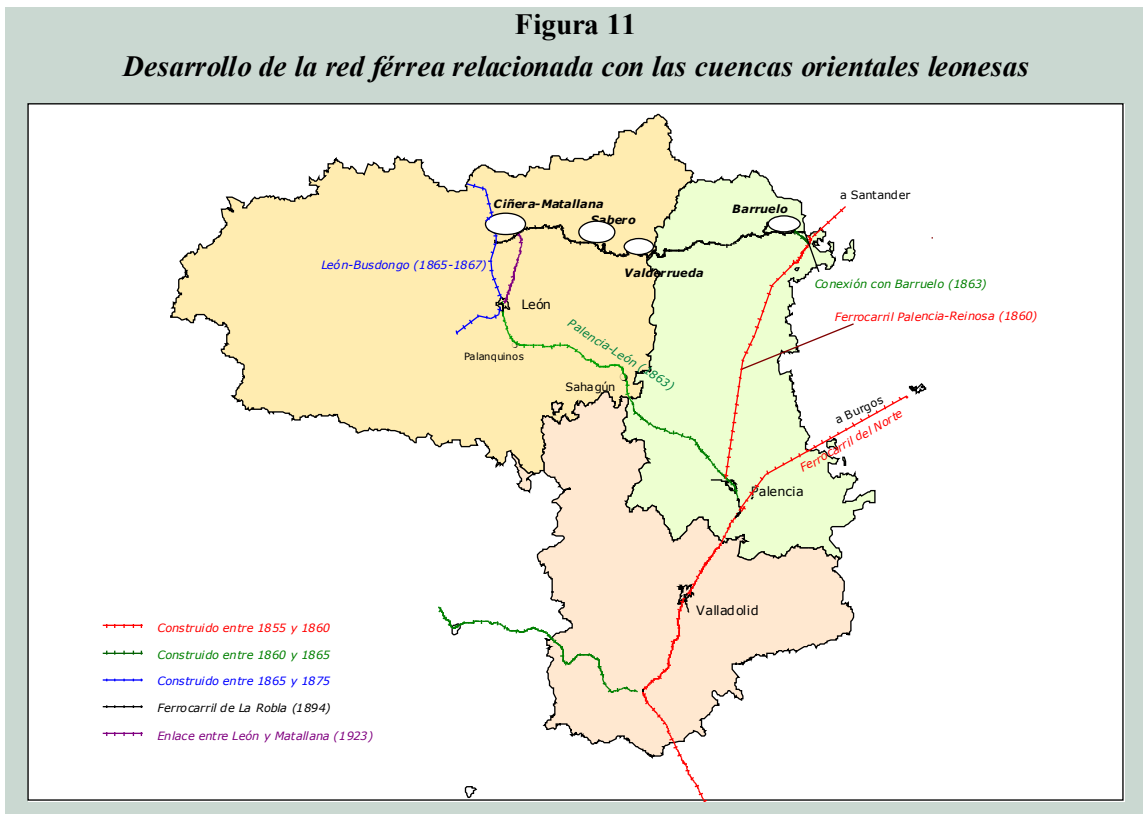 Figura 11
Desarrollo de la red férrea relacionada con las cuencas orientales leonesas
a Santander
Ciñera-Matallana
Sabero
Barruelo
León-Busdongo (1865-1867)
Valderrueda
Conexión con Barruelo (1863)
León
Ferrocarril Palencia-Reinosa (1860)
Palencia-León (1863)
Palanquinos
Sahagún
a Burgos
Ferrocarril del Norte
Palencia
Valladolid
Construido entre 1855 y 1860
Construido entre 1860 y 1865
Construido entre 1865 y 1875
Ferrocarril de La Robla (1894)
Enlace entre León y Matallana (1923)